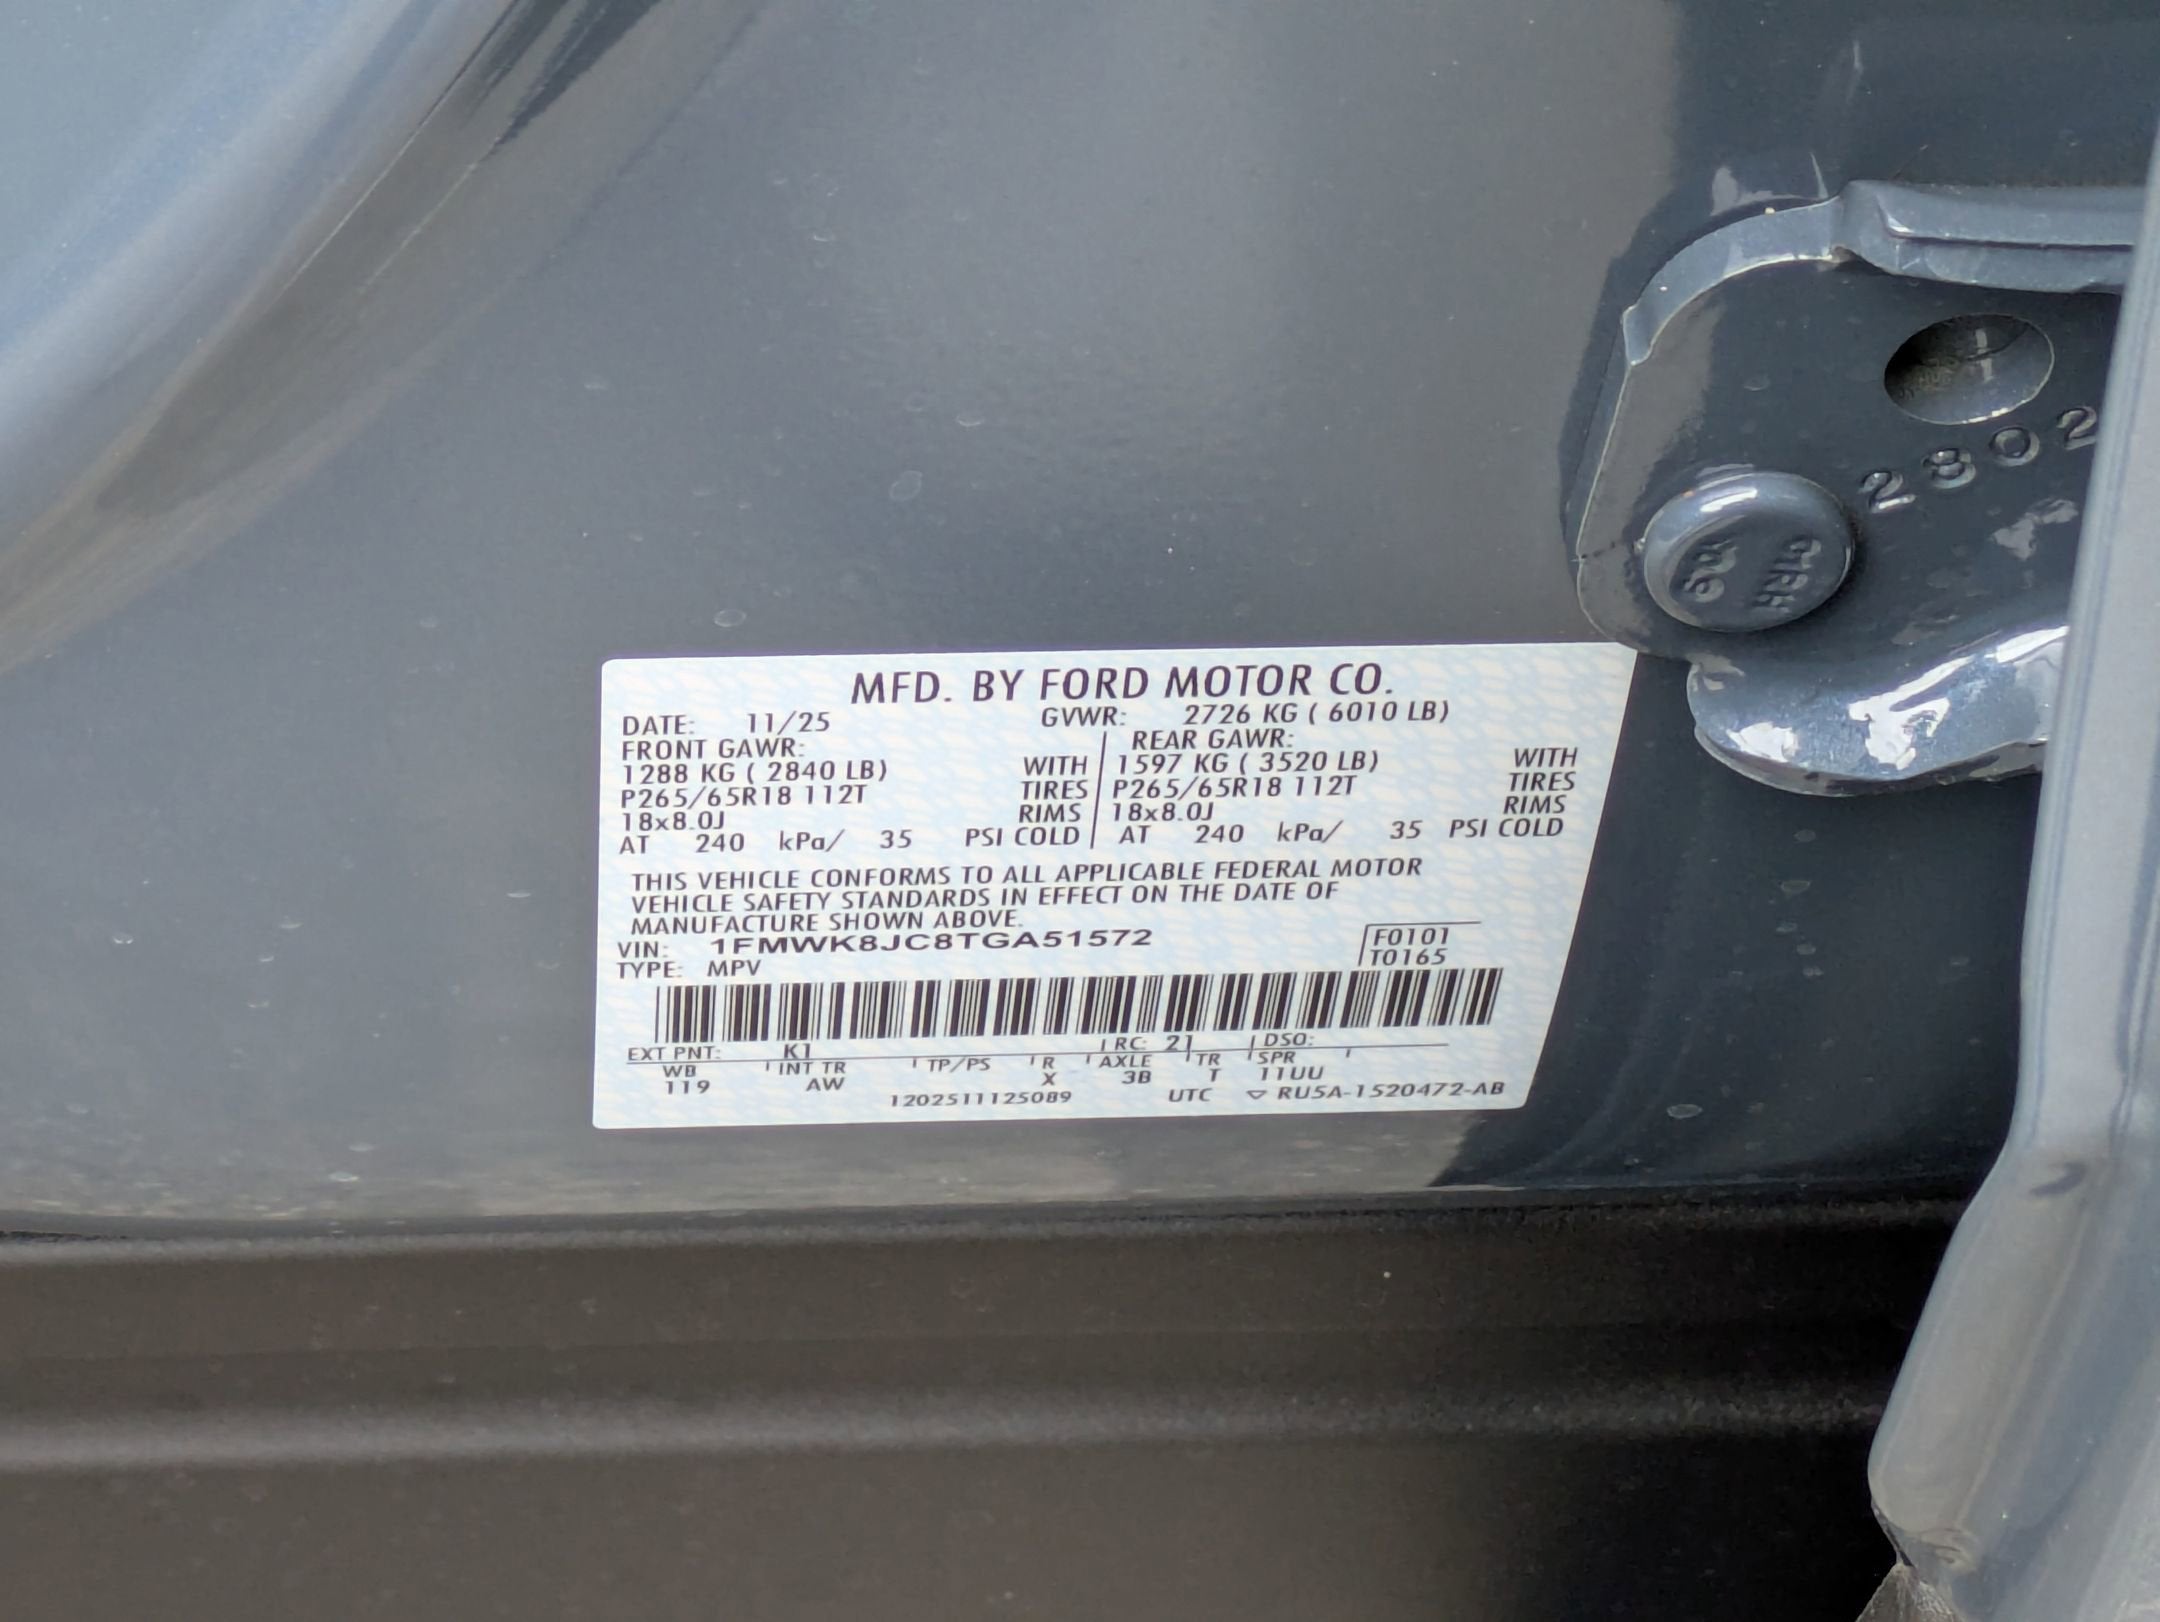 2802
MFD. BY FORD MOTOR CO.
DATE: 11/25 GVWR: 2726 KG ( 6010 LB)
FRONT GAWR: REAR GAWR:
1288 KG ( 2840 LB) WITH 1597 KG ( 3520 LB) WITH
P265/65R18 112T TIRES P265/65R18 112T TIRES
18x8.0J RIMS 18x8.0J RIMS
AT 240 kPa/ 35 PSI COLD AT 240 kPa/ 35 PSI COLD
THIS VEHICLE CONFORMS TO ALL APPLICABLE FEDERAL MOTOR
VEHICLE SAFETY STANDARDS IN EFFECT ON THE DATE OF
MANUFACTURE SHOWN ABOVE.
VIN: 1FMWK8JC8TGA51572 F0101
TYPE: MPV T0165
EXT PNT: K1 RC: 21 DSO:
WB INT TR TP/PS R AXLE TR SPR
119 AW X 3B T 11UU
1202511125089 UTC ▽ RU5A-1520472-AB